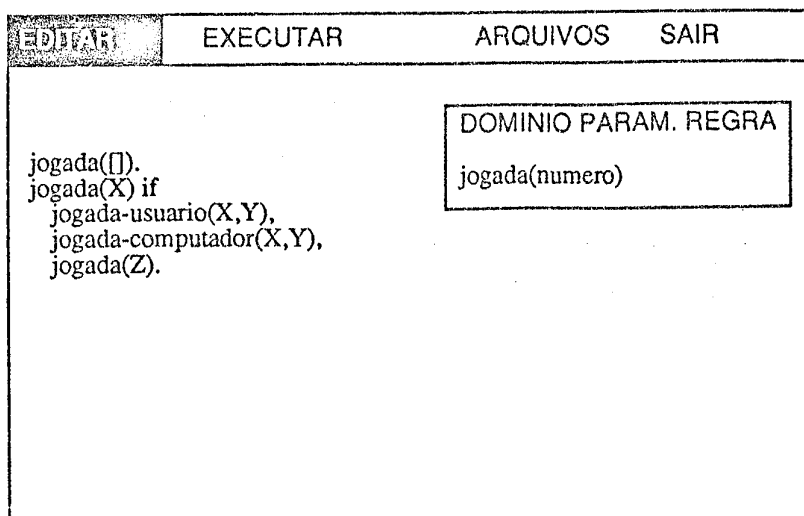 EDITAR EXECUTAR ARQUIVOS SAIR
DOMINIO PARAM. REGRA
jogada(numero)
jogada([]).
jogada(X) if
jogada-usuario(X,Y),
jogada-computador(X,Y),
jogada(Z).